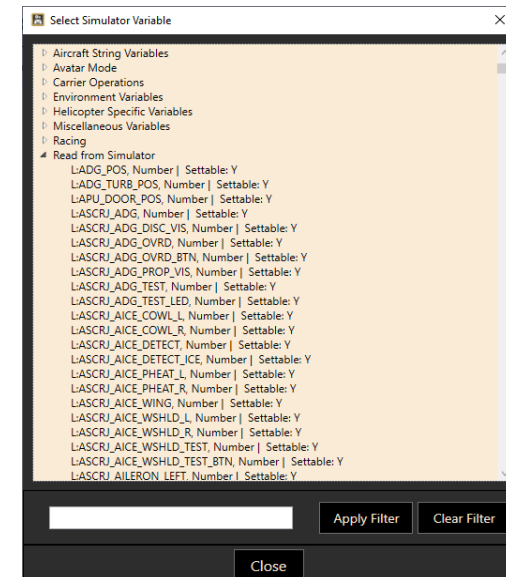 Select Simulator Variable
Aircraft String Variables
Avatar Mode
Carrier Operations
Environment Variables
Helicopter Specific Variables
Miscellaneous Variables
Racing
Read from Simulator
L:ADG_POS, Number | Settable: Y
L:ADG_TURB_POS, Number | Settable: Y
L:APU_DOOR_POS, Number | Settable: Y
L:ASCRJ_ADG, Number | Settable: Y
L:ASCRJ_ADG_DISC_VIS, Number | Settable: Y
L:ASCRJ_ADG_OVRD, Number | Settable: Y
L:ASCRJ_ADG_OVRD_BTN, Number | Settable: Y
L:ASCRJ_ADG_PROP_VIS, Number | Settable: Y
L:ASCRJ_ADG_TEST, Number | Settable: Y
L:ASCRJ_ADG_TEST_LED, Number | Settable: Y
L:ASCRJ_AICE_COWL_L, Number | Settable: Y
L:ASCRJ_AICE_COWL_R, Number | Settable: Y
L:ASCRJ_AICE_DETECT, Number | Settable: Y
L:ASCRJ_AICE_DETECT_ICE, Number | Settable: Y
L:ASCRJ_AICE_PHEAT_L, Number | Settable: Y
L:ASCRJ_AICE_PHEAT_R, Number | Settable: Y
L:ASCRJ_AICE_WING, Number | Settable: Y
L:ASCRJ_AICE_WSHLD_L, Number | Settable: Y
L:ASCRJ_AICE_WSHLD_R, Number | Settable: Y
L:ASCRJ_AICE_WSHLD_TEST, Number | Settable: Y
L:ASCRJ_AICE_WSHLD_TEST_BTN, Number | Settable: Y
L:ASCRJ_AILERON_LEFT, Number | Settable: Y
Apply Filter
Clear Filter
Close